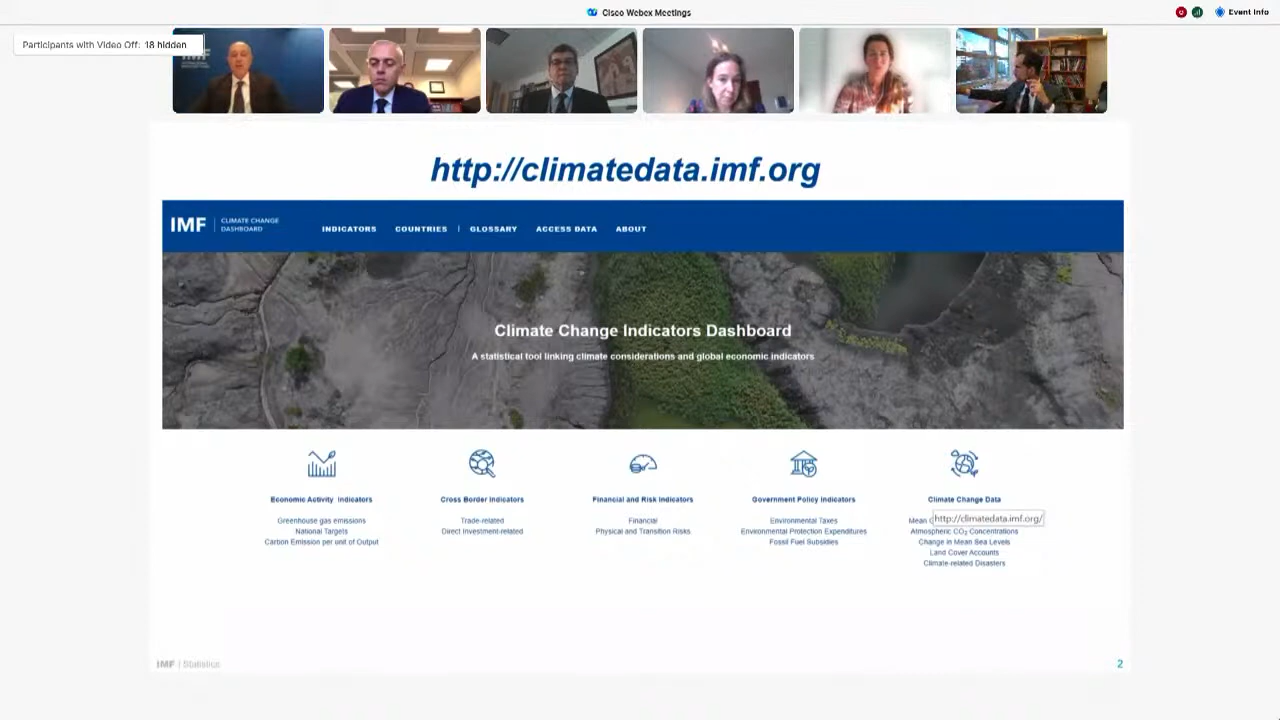 Cisco Webex Meetings
Event Info
Participants with Video Off: 18 hidden
http://climatedata.imf.org
IMF | CLIMATE CHANGE
DASHBOARD
INDICATORS COUNTRIES | GLOSSARY ACCESS DATA ABOUT
Climate Change Indicators Dashboard
A statistical tool linking climate considerations and global economic indicators
Economic Activity Indicators
Greenhouse gas emissions
National Targets
Carbon Emission per unit of Output
Cross Border Indicators
Trade-related
Direct Investment-related
Financial and Risk Indicators
Financial
Physical and Transition Risks
Government Policy Indicators
Environmental Taxes
Environmental Protection Expenditures
Fossil Fuel Subsidies
Climate Change Data
Mean
http://climatedata.imf.org/
Atmospheric CO₂ Concentrations
Change in Mean Sea Levels
Land Cover Accounts
Climate-related Disasters
IMF | Statistics
2